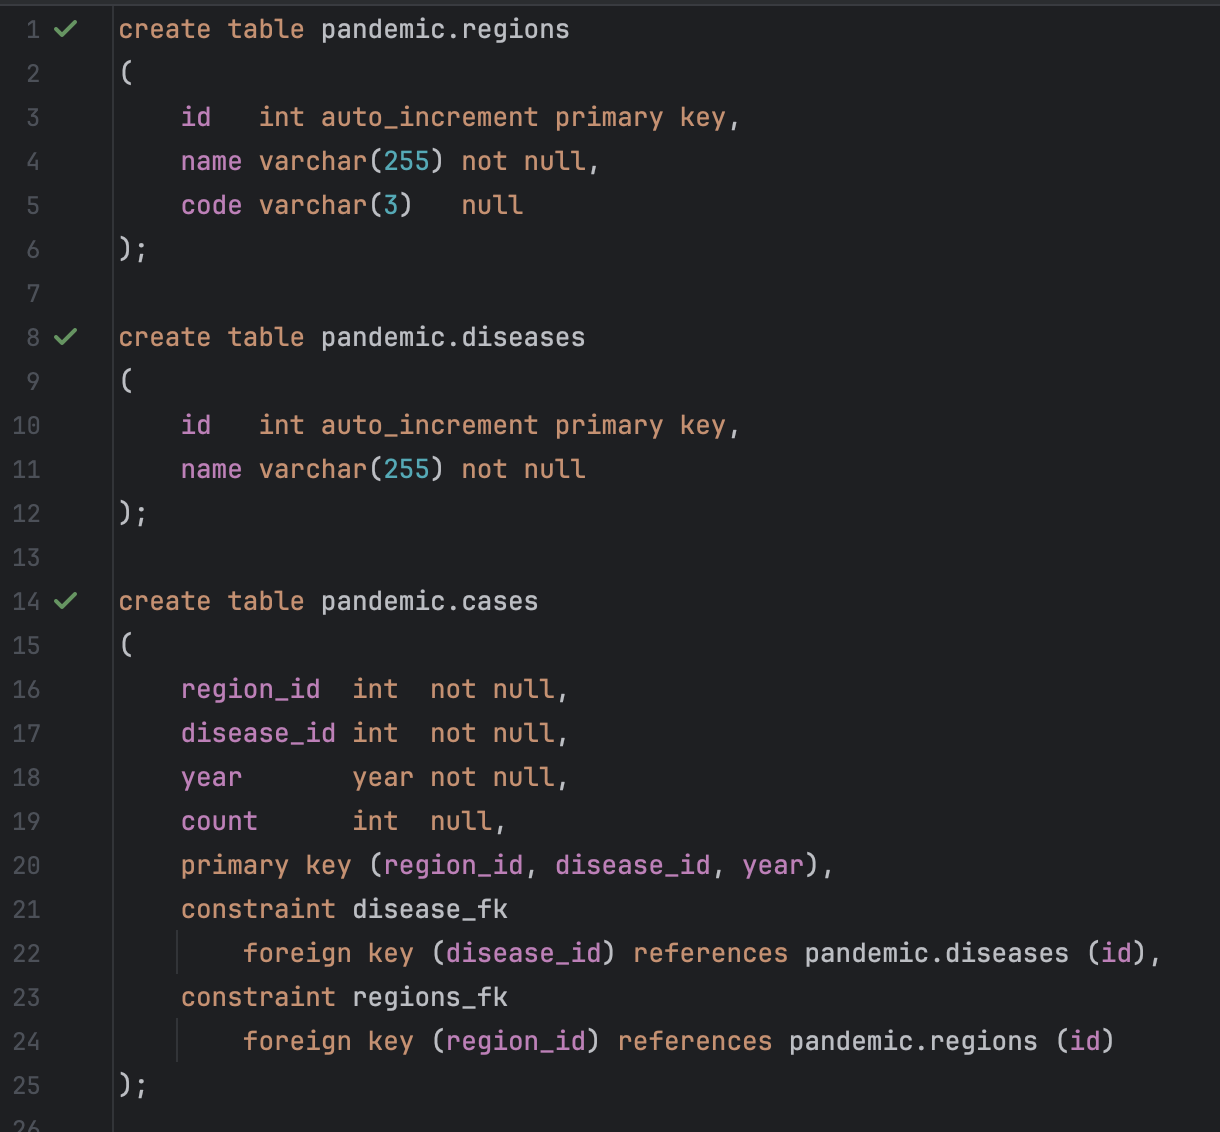 1 create table pandemic.regions
2 (
3     id   int auto_increment primary key,
4     name varchar(255) not null,
5     code varchar(3)   null
6 );
7
8 create table pandemic.diseases
9 (
10     id   int auto_increment primary key,
11     name varchar(255) not null
12 );
13
14 create table pandemic.cases
15 (
16     region_id  int  not null,
17     disease_id int  not null,
18     year       year not null,
19     count      int  null,
20     primary key (region_id, disease_id, year),
21     constraint disease_fk
22         foreign key (disease_id) references pandemic.diseases (id),
23     constraint regions_fk
24         foreign key (region_id) references pandemic.regions (id)
25 );
26